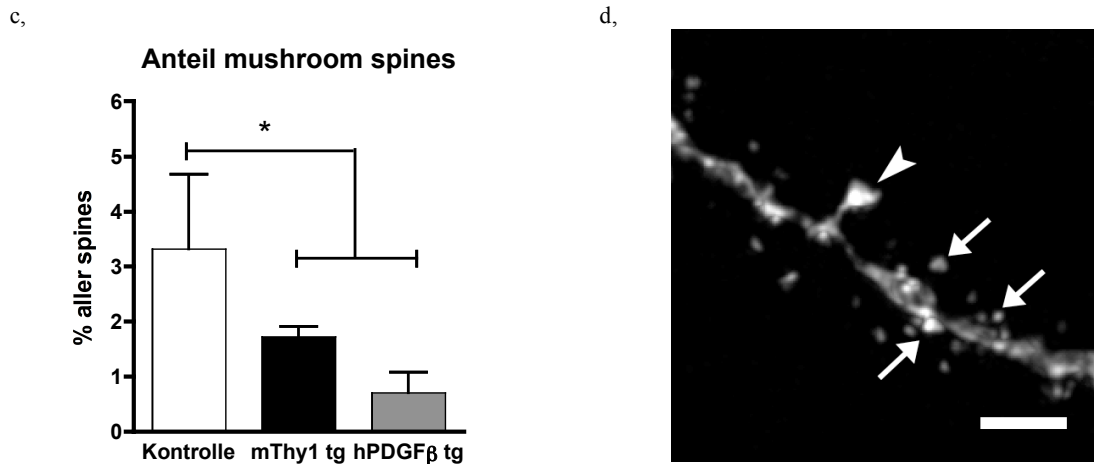 c,
d,
Anteil mushroom spines
% aller spines
6
5
4
3
2
1
0
*
Kontrolle mThy1 tg hPDGFβ tg